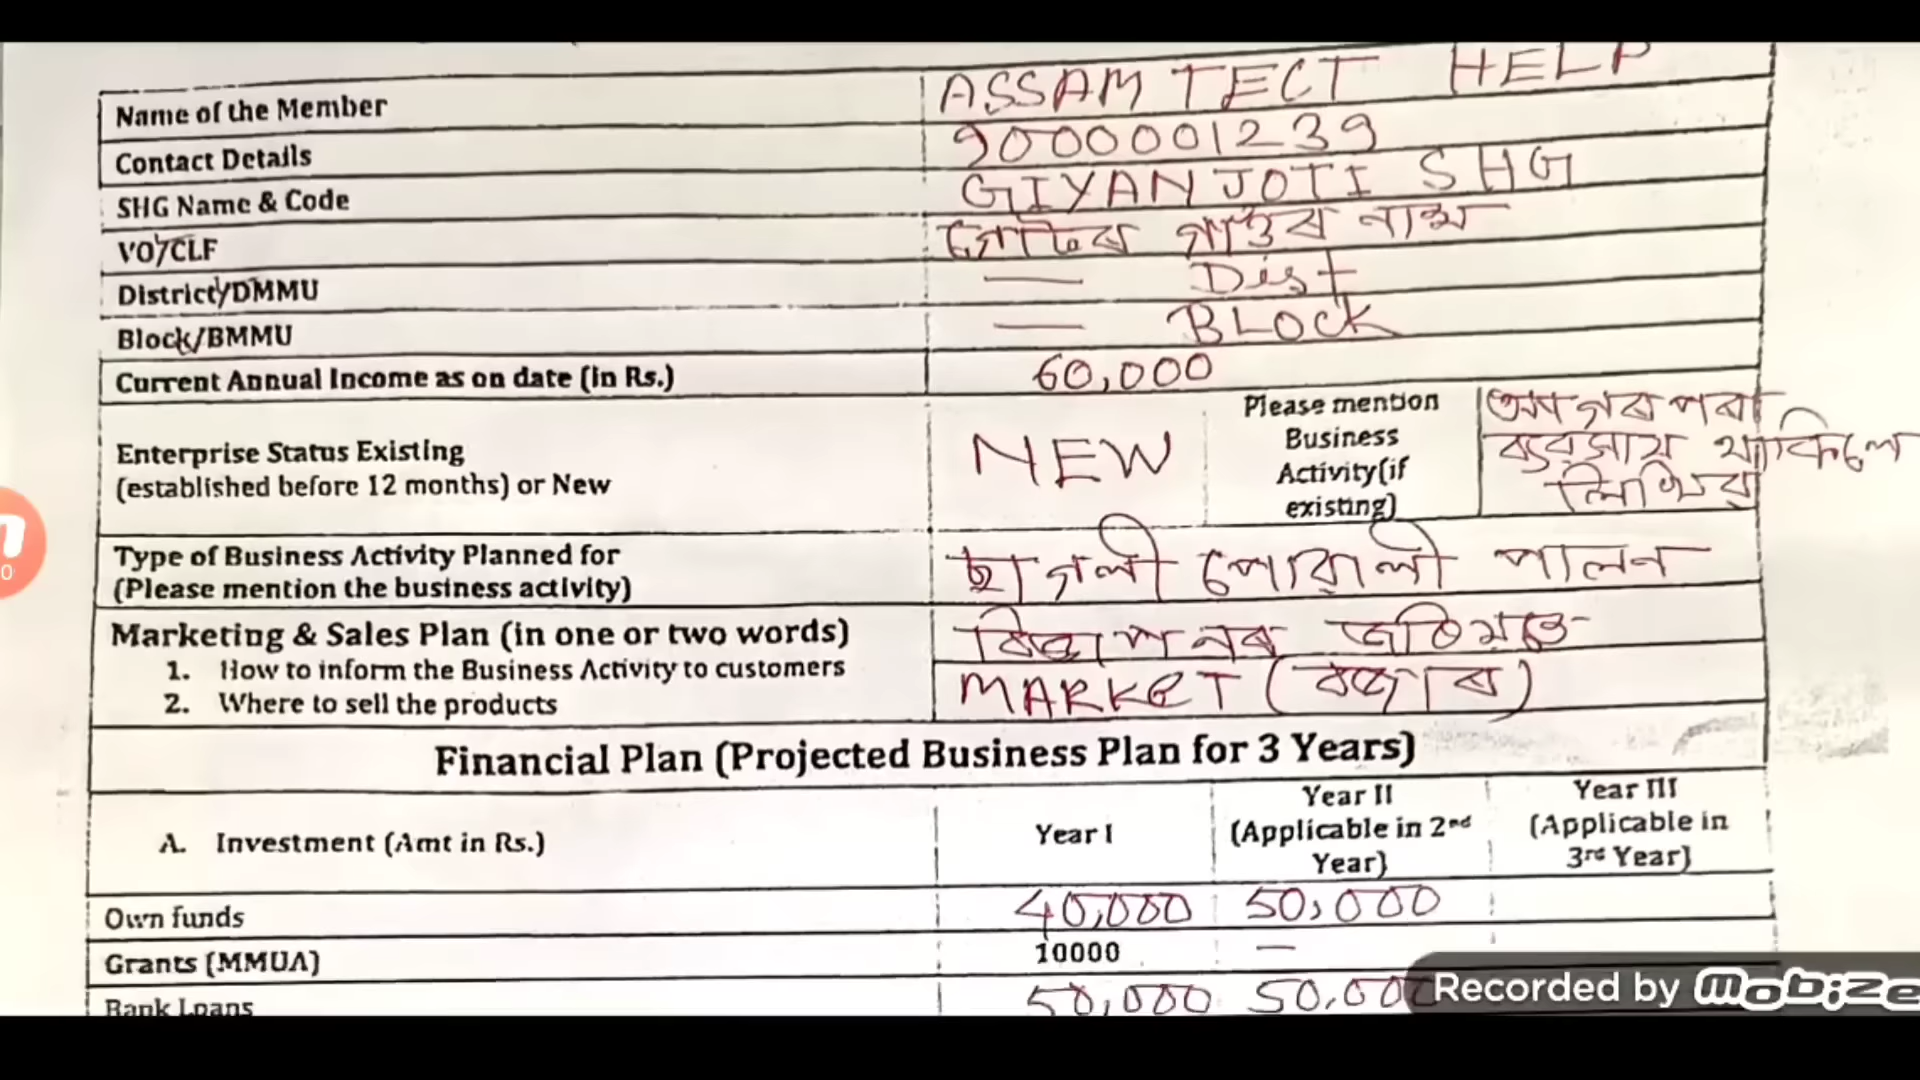 Name of the Member ASSAM TECT HELP
Contact Details 9000001239
SHG Name & Code GIYANJOTI SHG
VO/CLF গোটৰ গাওঁৰ নাম
District/DMMU — Dist
Block/BMMU — BLOCK
Current Annual Income as on date (in Rs.) 60,000
Enterprise Status Existing
(established before 12 months) or New
NEW
Please mention
Business
Activity(if
existing)
আগৰ পৰা
ব্যৱসায় থাকিলে
লিখিব
Type of Business Activity Planned for
(Please mention the business activity)
ছাগলী পোৱালী পালন
Marketing & Sales Plan (in one or two words)
1. How to inform the Business Activity to customers
2. Where to sell the products
বিজ্ঞাপনৰ জৰিয়তে
MARKET (বজাৰ)
Financial Plan (Projected Business Plan for 3 Years)
A. Investment (Amt in Rs.)
Year I
Year II
(Applicable in 2nd
Year)
Year III
(Applicable in
3rd Year)
Own funds 40,000 50,000
Grants (MMUA) 10000 —
Bank Loans 50,000 50,000
Recorded by mobize